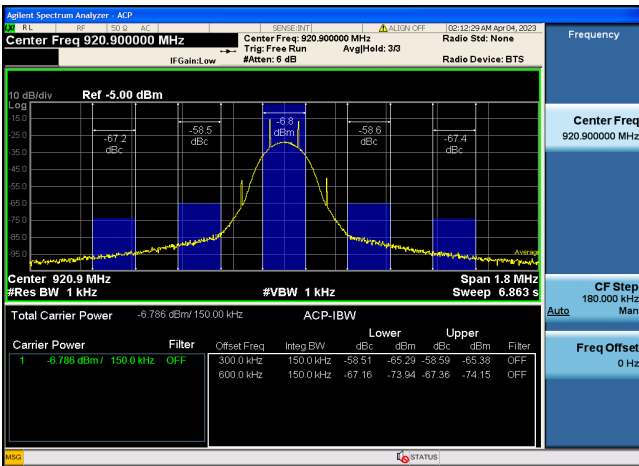 Agilent Spectrum Analyzer - ACP
RL RF 50 Ω AC SENSE:INT ALIGN OFF 02:12:29 AM Apr 04, 2023
Center Freq 920.900000 MHz
Center Freq: 920.900000 MHz Radio Std: None
Trig: Free Run Avg|Hold: 3/3
IFGain:Low #Atten: 6 dB Radio Device: BTS
Frequency
10 dB/div Ref -5.00 dBm
Log
-15.0
-25.0
-35.0
-45.0
-55.0
-65.0
-75.0
-85.0
-95.0
-67.2
dBc
-58.5
dBc
-6.8
dBm
-58.6
dBc
-67.4
dBc
Average
Center Freq
920.900000 MHz
Center 920.9 MHz Span 1.8 MHz
#Res BW 1 kHz #VBW 1 kHz Sweep 6.863 s
CF Step
180.000 kHz
Auto Man
Total Carrier Power -6.786 dBm/ 150.00 kHz ACP-IBW
Lower Upper
Carrier Power Filter Offset Freq Integ BW dBc dBm dBc dBm Filter
1 -6.786 dBm / 150.0 kHz OFF 300.0 kHz 150.0 kHz -58.51 -65.29 -58.59 -65.38 OFF
600.0 kHz 150.0 kHz -67.16 -73.94 -67.36 -74.15 OFF
Freq Offset
0 Hz
MSG STATUS